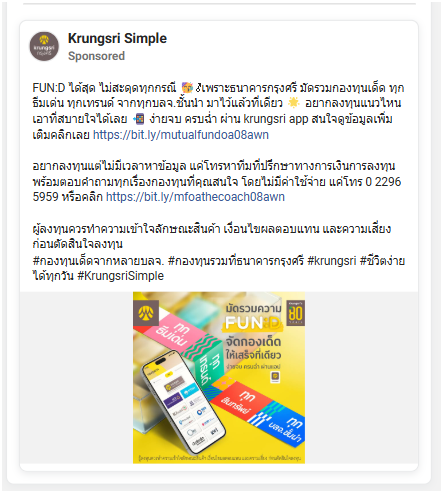 Krungsri Simple
Sponsored
FUN:D ได้สุด ไม่สะดุดทุกกรณี 🎊 💃เพราะธนาคารกรุงศรี มัดรวมกองทุนเด็ด ทุก
ธีมเด่น ทุกเทรนด์ จากทุกบลจ.ชั้นนำ มาไว้แล้วที่เดียว 🌟 อยากลงทุนแนวไหน
เอาที่สบายใจได้เลย 📲 ง่ายจบ ครบฉ่ำ ผ่าน krungsri app สนใจดูข้อมูลเพิ่ม
เติมคลิกเลย https://bit.ly/mutualfundoa08awn
อยากลงทุนแต่ไม่มีเวลาหาข้อมูล แค่โทรหาทีมที่ปรึกษาทางการเงินการลงทุน
พร้อมตอบคำถามทุกเรื่องกองทุนที่คุณสนใจ โดยไม่มีค่าใช้จ่าย แค่โทร 0 2296
5959 หรือคลิก https://bit.ly/mfoathecoach08awn
ผู้ลงทุนควรทำความเข้าใจลักษณะสินค้า เงื่อนไขผลตอบแทน และความเสี่ยง
ก่อนตัดสินใจลงทุน
#กองทุนเด็ดจากหลายบลจ. #กองทุนรวมที่ธนาคารกรุงศรี #krungsri #ชีวิตง่าย
ได้ทุกวัน #KrungsriSimple
มัดรวมความ
FUN:D
จัดกองเด็ด
ให้เสร็จที่เดียว
ง่ายจบ ครบฉ่ำ ผ่านแอป
krungsri
80
ทุก
ธีมเด่น
ทุก
เทรนด์
ทุก
สินทรัพย์
ทุก
บลจ.ชั้นนำ